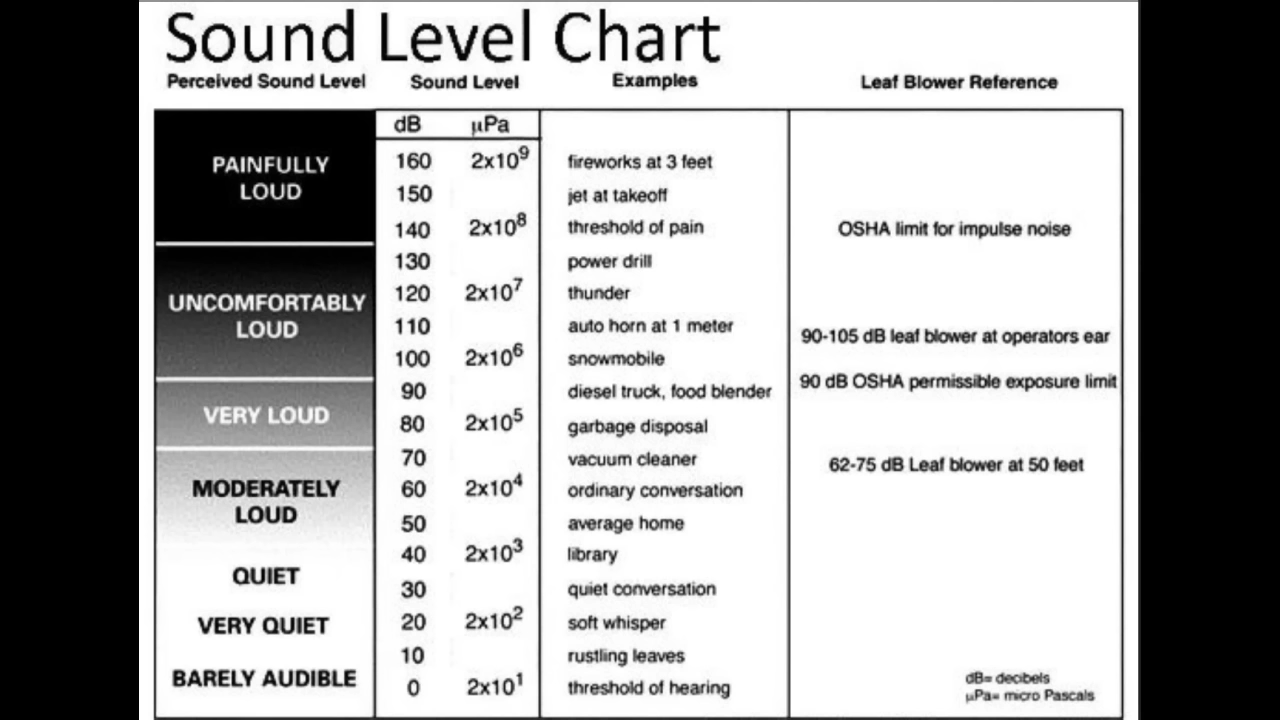 Sound Level Chart
Perceived Sound Level Sound Level Examples Leaf Blower Reference
dB µPa
PAINFULLY
LOUD
160 2x10⁹ fireworks at 3 feet
150 jet at takeoff
140 2x10⁸ threshold of pain OSHA limit for impulse noise
130 power drill
UNCOMFORTABLY
LOUD
120 2x10⁷ thunder
110 auto horn at 1 meter 90-105 dB leaf blower at operators ear
100 2x10⁶ snowmobile
90 diesel truck, food blender 90 dB OSHA permissible exposure limit
VERY LOUD
80 2x10⁵ garbage disposal
70 vacuum cleaner 62-75 dB Leaf blower at 50 feet
MODERATELY
LOUD
60 2x10⁴ ordinary conversation
50 average home
40 2x10³ library
QUIET
30 quiet conversation
VERY QUIET
20 2x10² soft whisper
10 rustling leaves
BARELY AUDIBLE
0 2x10¹ threshold of hearing
dB= decibels
µPa= micro Pascals